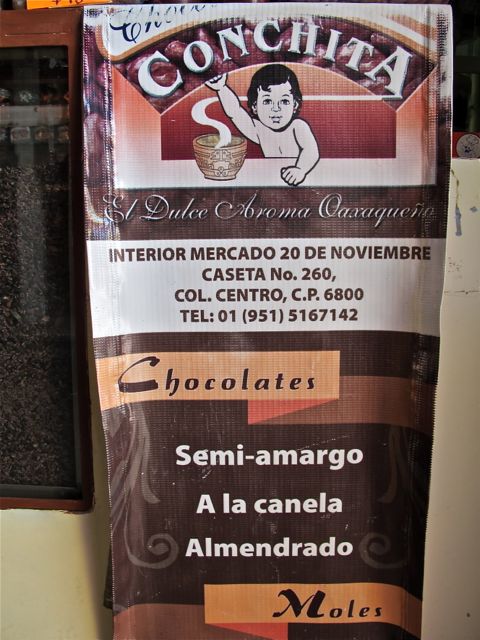 CONCHITA
El Dulce Aroma Oaxaqueño
INTERIOR MERCADO 20 DE NOVIEMBRE
CASETA No. 260,
COL. CENTRO, C.P. 6800
TEL: 01 (951) 5167142
Chocolates
Semi-amargo
A la canela
Almendrado
Moles